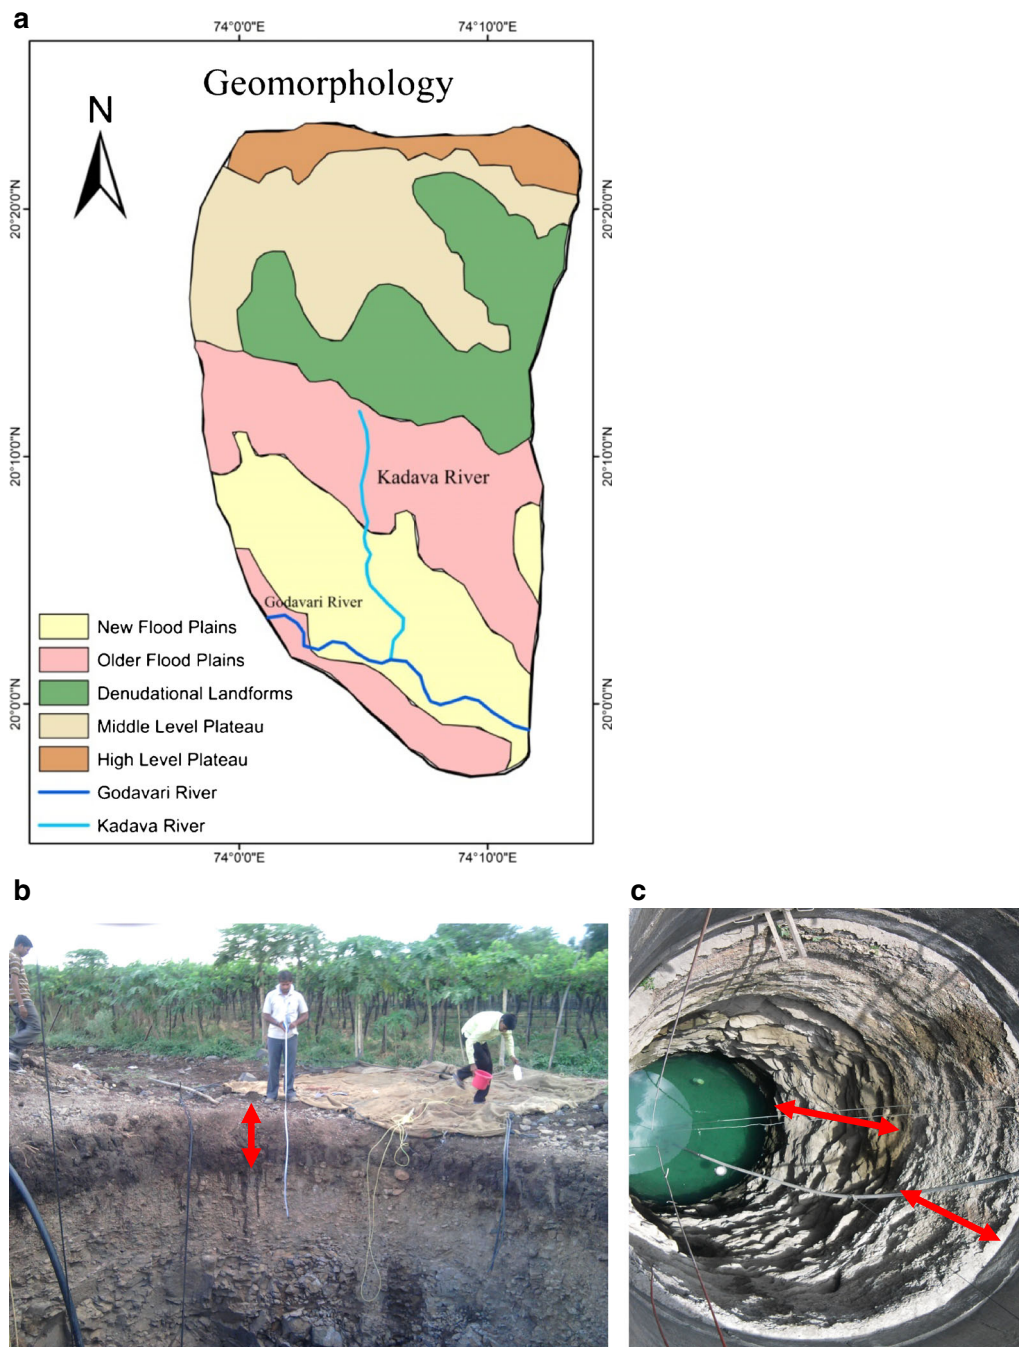 a
74°0'0"E 74°10'0"E
Geomorphology
N
20°20'0"N 20°20'0"N
20°10'0"N 20°10'0"N
Kadava River
Godavari River
New Flood Plains
Older Flood Plains
Denudational Landforms
20°0'0"N 20°0'0"N
Middle Level Plateau
High Level Plateau
Godavari River
Kadava River
74°0'0"E 74°10'0"E
b c